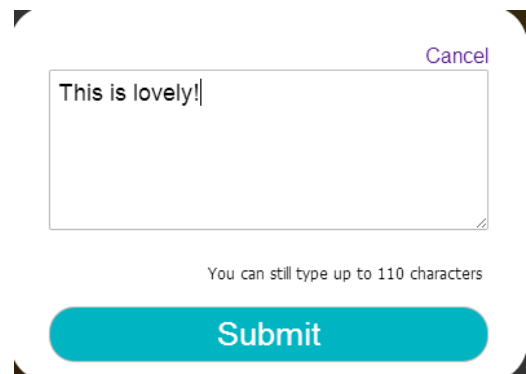 Cancel
This is lovely!
You can still type up to 110 characters
Submit